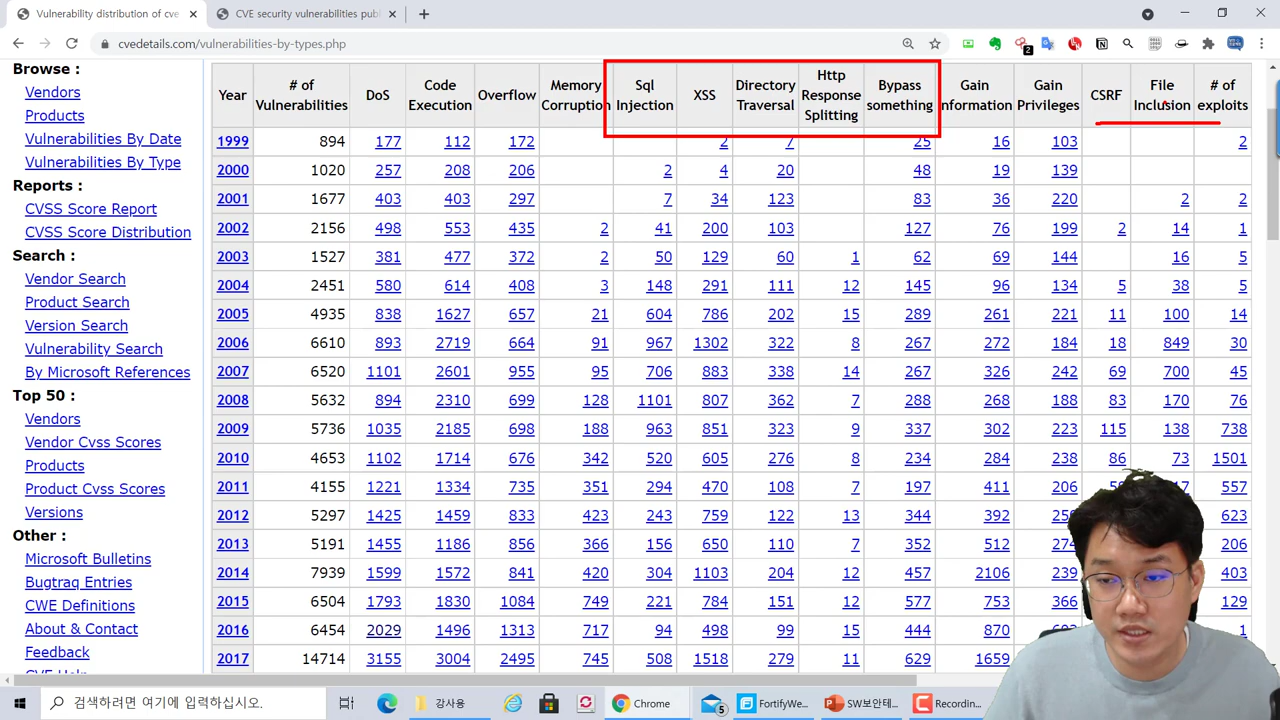 Vulnerability distribution of cve
CVE security vulnerabilities publ
cvedetails.com/vulnerabilities-by-types.php
2
Browse :
Vendors
Products
Vulnerabilities By Date
Vulnerabilities By Type
Reports :
CVSS Score Report
CVSS Score Distribution
Search :
Vendor Search
Product Search
Version Search
Vulnerability Search
By Microsoft References
Top 50 :
Vendors
Vendor Cvss Scores
Products
Product Cvss Scores
Versions
Other :
Microsoft Bulletins
Bugtraq Entries
CWE Definitions
About & Contact
Feedback
Year # of Vulnerabilities DoS Code Execution Overflow Memory Corruption Sql Injection XSS Directory Traversal Http Response Splitting Bypass something Gain Information Gain Privileges CSRF File Inclusion # of exploits
1999 894 177 112 172 2 7 25 16 103 2
2000 1020 257 208 206 2 4 20 48 19 139
2001 1677 403 403 297 7 34 123 83 36 220 2 2
2002 2156 498 553 435 2 41 200 103 127 76 199 2 14 1
2003 1527 381 477 372 2 50 129 60 1 62 69 144 16 5
2004 2451 580 614 408 3 148 291 111 12 145 96 134 5 38 5
2005 4935 838 1627 657 21 604 786 202 15 289 261 221 11 100 14
2006 6610 893 2719 664 91 967 1302 322 8 267 272 184 18 849 30
2007 6520 1101 2601 955 95 706 883 338 14 267 326 242 69 700 45
2008 5632 894 2310 699 128 1101 807 362 7 288 268 188 83 170 76
2009 5736 1035 2185 698 188 963 851 323 9 337 302 223 115 138 738
2010 4653 1102 1714 676 342 520 605 276 8 234 284 238 86 73 1501
2011 4155 1221 1334 735 351 294 470 108 7 197 411 206 557
2012 5297 1425 1459 833 423 243 759 122 13 344 392 623
2013 5191 1455 1186 856 366 156 650 110 7 352 512 274 206
2014 7939 1599 1572 841 420 304 1103 204 12 457 2106 239 403
2015 6504 1793 1830 1084 749 221 784 151 12 577 753 366 129
2016 6454 2029 1496 1313 717 94 498 99 15 444 870 1
2017 14714 3155 3004 2495 745 508 1518 279 11 629 1659
검색하려면 여기에 입력하십시오.
강사용
Chrome
5
FortifyWe...
SW보안테...
Recordin...